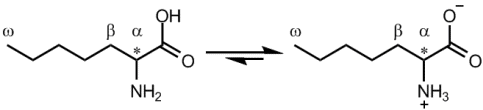 ω β α OH * O NH₂
ω β α O⁻ * O NH₃ +